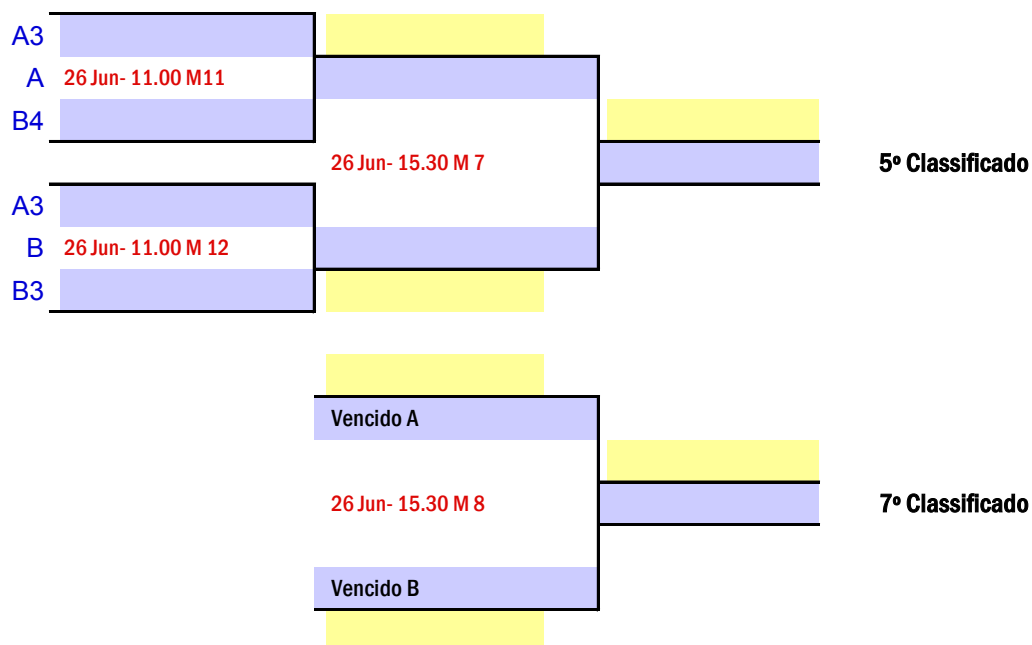 A3
A 26 Jun- 11.00 M11
B4
26 Jun- 15.30 M 7
5º Classificado
A3
B 26 Jun- 11.00 M 12
B3
Vencido A
26 Jun- 15.30 M 8
7º Classificado
Vencido B